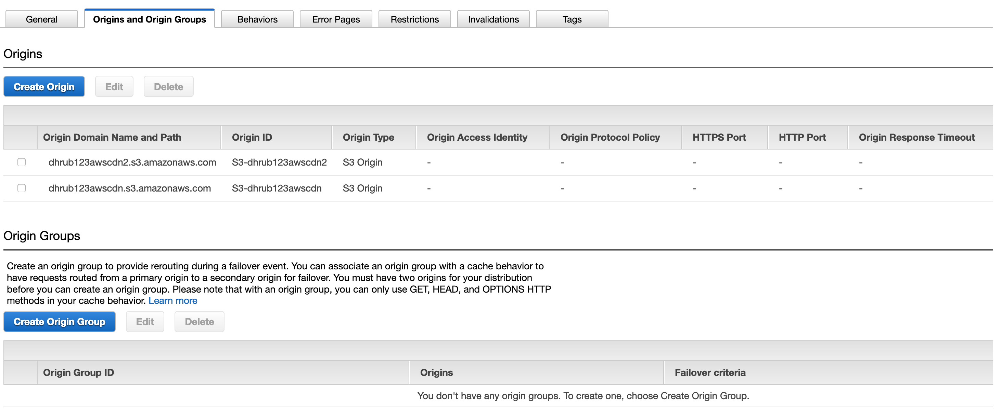 General Origins and Origin Groups Behaviors Error Pages Restrictions Invalidations Tags
Origins
Create Origin Edit Delete
Origin Domain Name and Path Origin ID Origin Type Origin Access Identity Origin Protocol Policy HTTPS Port HTTP Port Origin Response Timeout
dhrub123awscdn2.s3.amazonaws.com S3-dhrub123awscdn2 S3 Origin - - - - -
dhrub123awscdn.s3.amazonaws.com S3-dhrub123awscdn S3 Origin - - - - -
Origin Groups
Create an origin group to provide rerouting during a failover event. You can associate an origin group with a cache behavior to
have requests routed from a primary origin to a secondary origin for failover. You must have two origins for your distribution
before you can create an origin group. Please note that with an origin group, you can only use GET, HEAD, and OPTIONS HTTP
methods in your cache behavior. Learn more
Create Origin Group Edit Delete
Origin Group ID Origins Failover criteria
You don't have any origin groups. To create one, choose Create Origin Group.